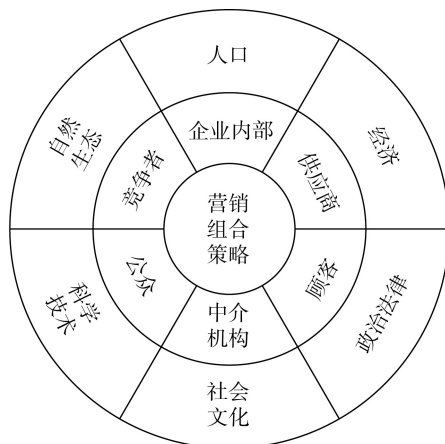 人口
经济
政治法律
社会
文化
科学
技术
自然
生态
企业内部
供应商
顾客
中介
机构
公众
竞争者
营销
组合
策略